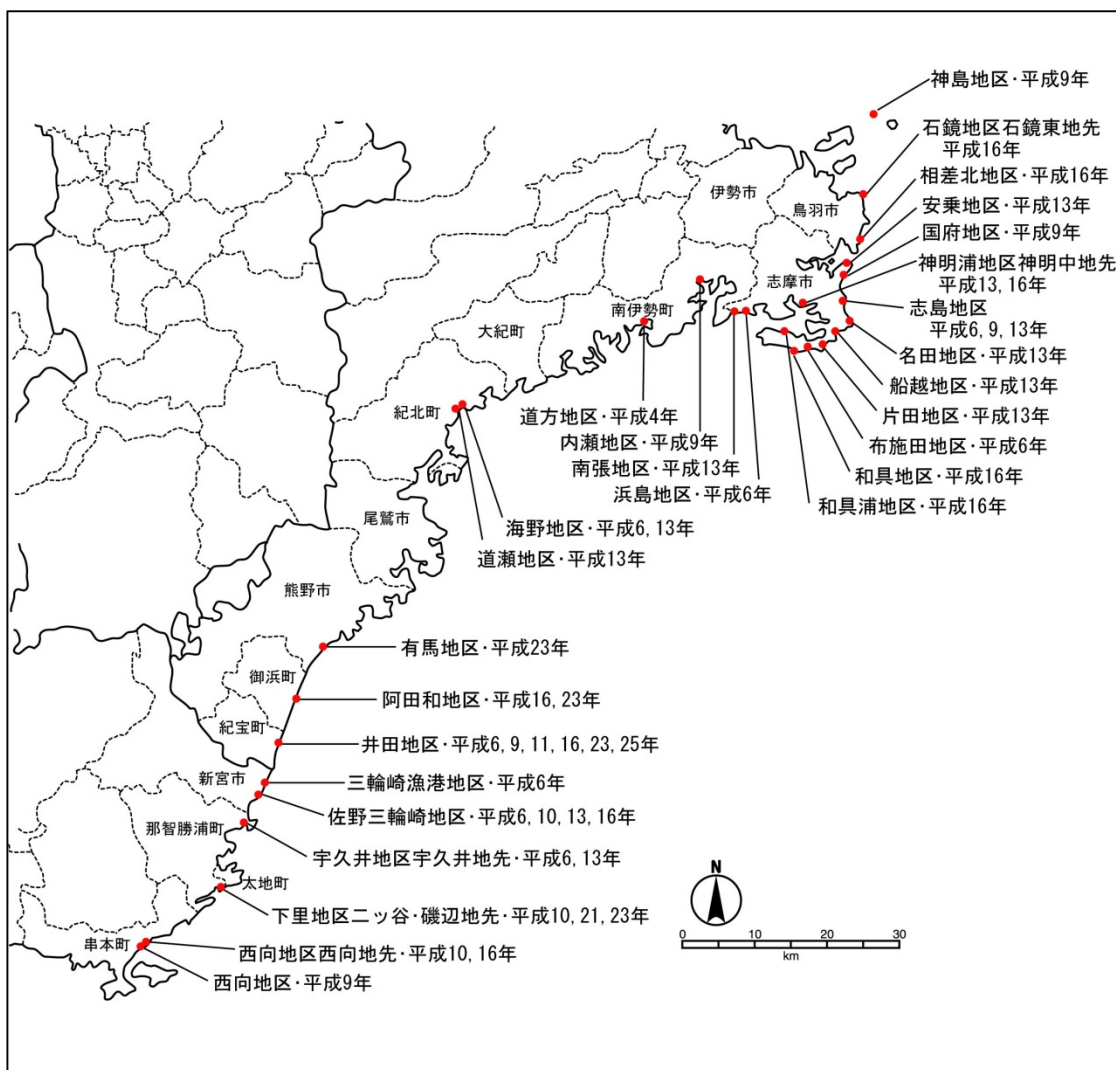 神島地区・平成9年
石鏡地区石鏡東地先
平成16年
相差北地区・平成16年
安乗地区・平成13年
国府地区・平成9年
神明浦地区神明中地先
平成13, 16年
志島地区
平成6, 9, 13年
名田地区・平成13年
船越地区・平成13年
片田地区・平成13年
布施田地区・平成6年
和具地区・平成16年
和具浦地区・平成16年
伊勢市
鳥羽市
志摩市
南伊勢町
大紀町
紀北町
道方地区・平成4年
内瀬地区・平成9年
南張地区・平成13年
浜島地区・平成6年
尾鷲市
海野地区・平成6, 13年
道瀬地区・平成13年
熊野市
有馬地区・平成23年
御浜町
阿田和地区・平成16, 23年
紀宝町
井田地区・平成6, 9, 11, 16, 23, 25年
新宮市
三輪崎漁港地区・平成6年
佐野三輪崎地区・平成6, 10, 13, 16年
那智勝浦町
宇久井地区宇久井地先・平成6, 13年
太地町
下里地区二ッ谷・磯辺地先・平成10, 21, 23年
串本町
西向地区西向地先・平成10, 16年
西向地区・平成9年
N
0 10 20 30
km